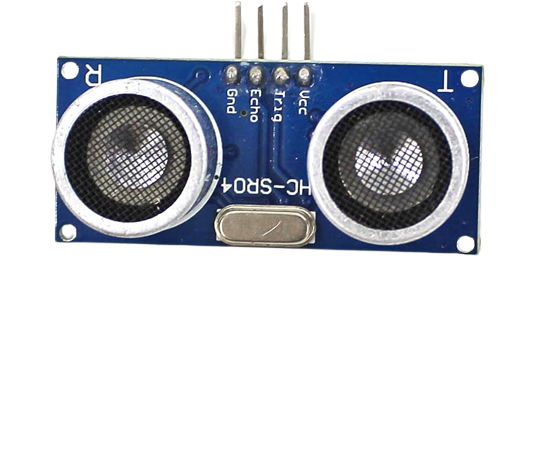 R
T
Gnd
Echo
Trig
Vcc
HC-SR04